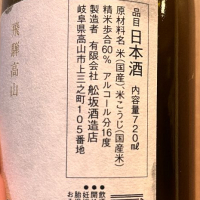 品目 日本酒 内容量720㎖
原材料名 米(国産)、米こうじ(国産米)
精米歩合60% アルコール分16度
製造者 有限会社 舩坂酒造店
岐阜県高山市上三之町105番地
飛騨高山